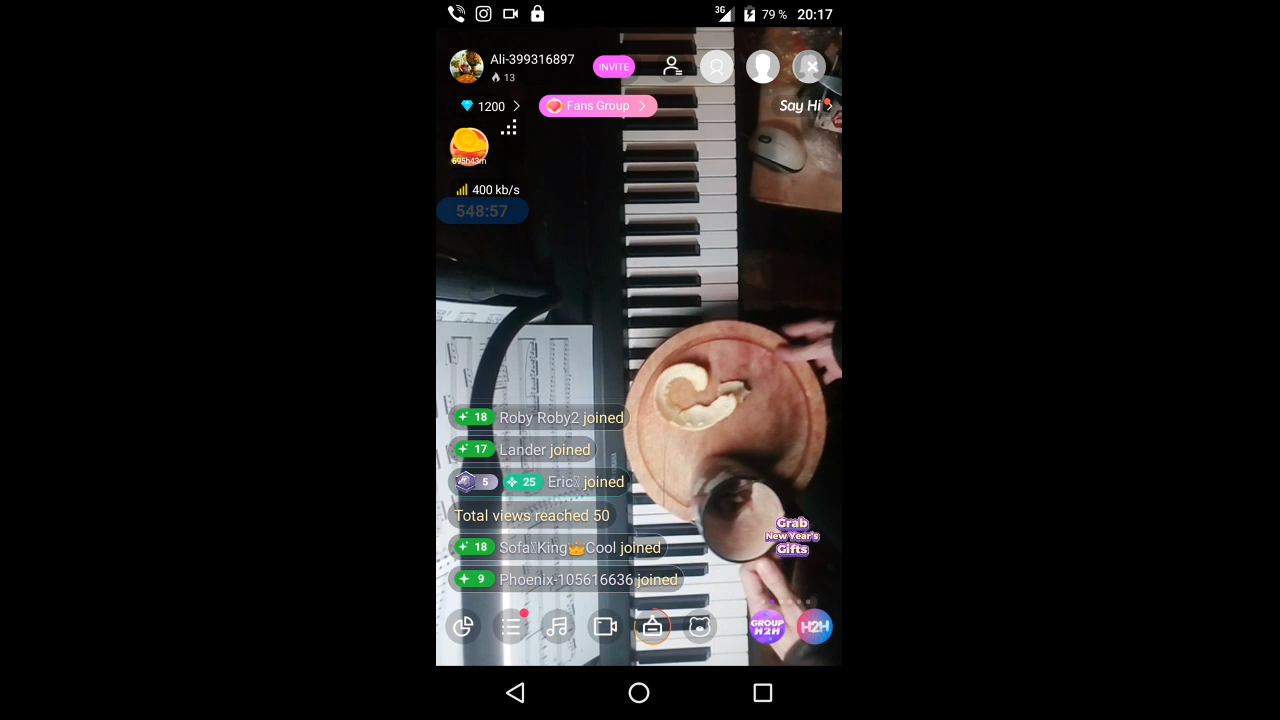 3G 79 % 20:17
Ali-399316897
13
INVITE
1200
Fans Group
Say Hi
695h43m
400 kb/s
548:57
18 Roby Roby2 joined
17 Lander joined
5 25 Eric joined
Total views reached 50
18 Sofa King👑Cool joined
9 Phoenix-105616636 joined
Grab
New Year's
Gifts
GROUP
H2H
H2H
YAMAHA